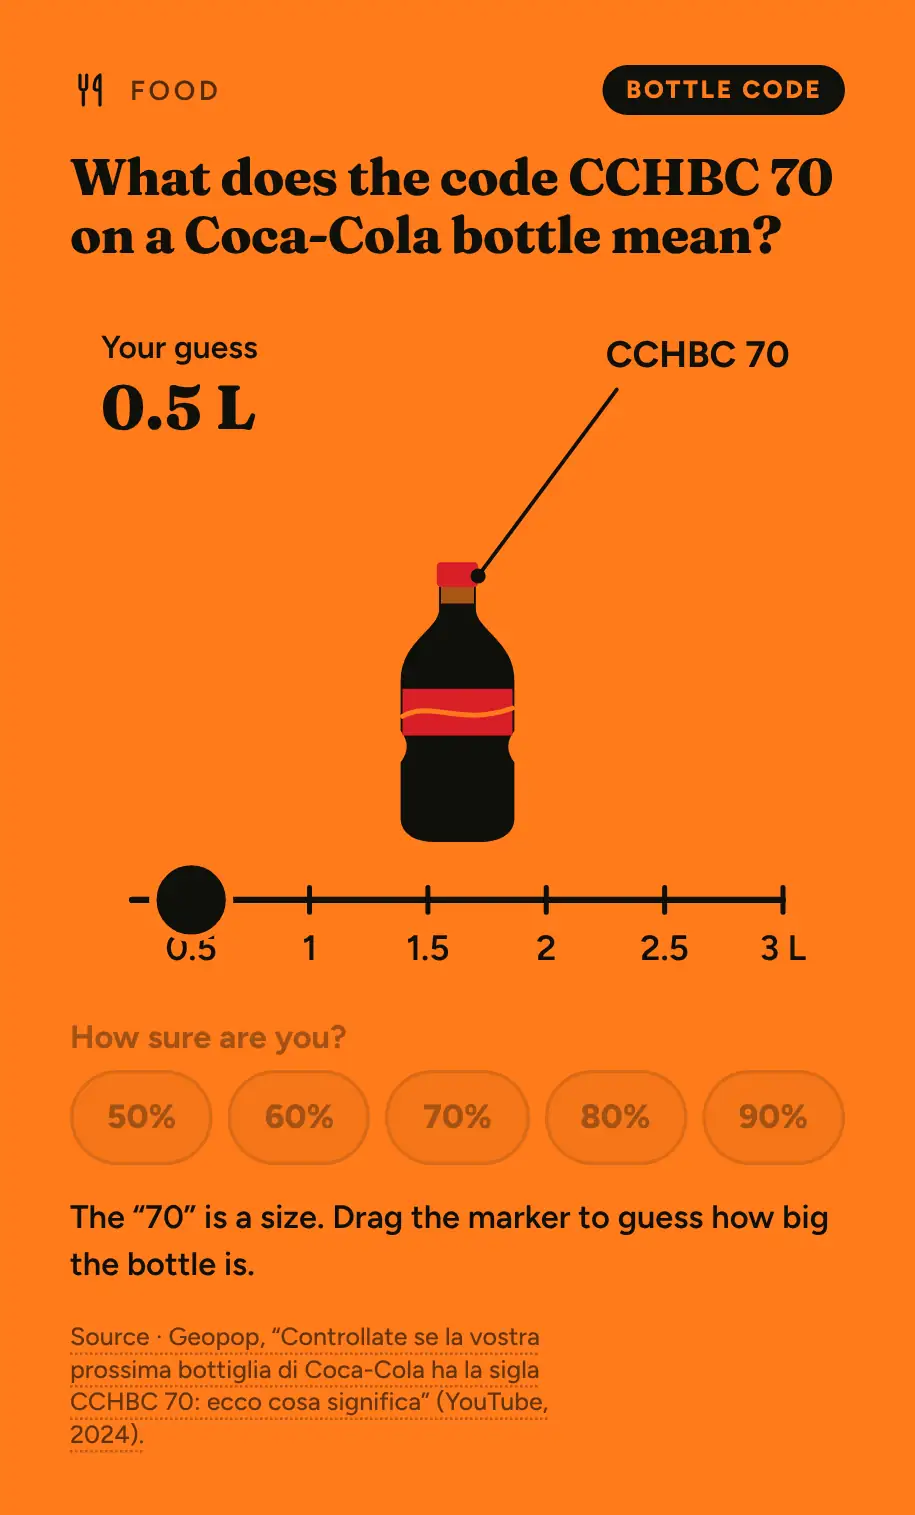 FOOD
BOTTLE CODE
What does the code CCHBC 70
on a Coca-Cola bottle mean?
Your guess
0.5 L
CCHBC 70
0.5 1 1.5 2 2.5 3 L
How sure are you?
50% 60% 70% 80% 90%
The “70” is a size. Drag the marker to guess how big
the bottle is.
Source · Geopop, “Controllate se la vostra
prossima bottiglia di Coca-Cola ha la sigla
CCHBC 70: ecco cosa significa” (YouTube,
2024).